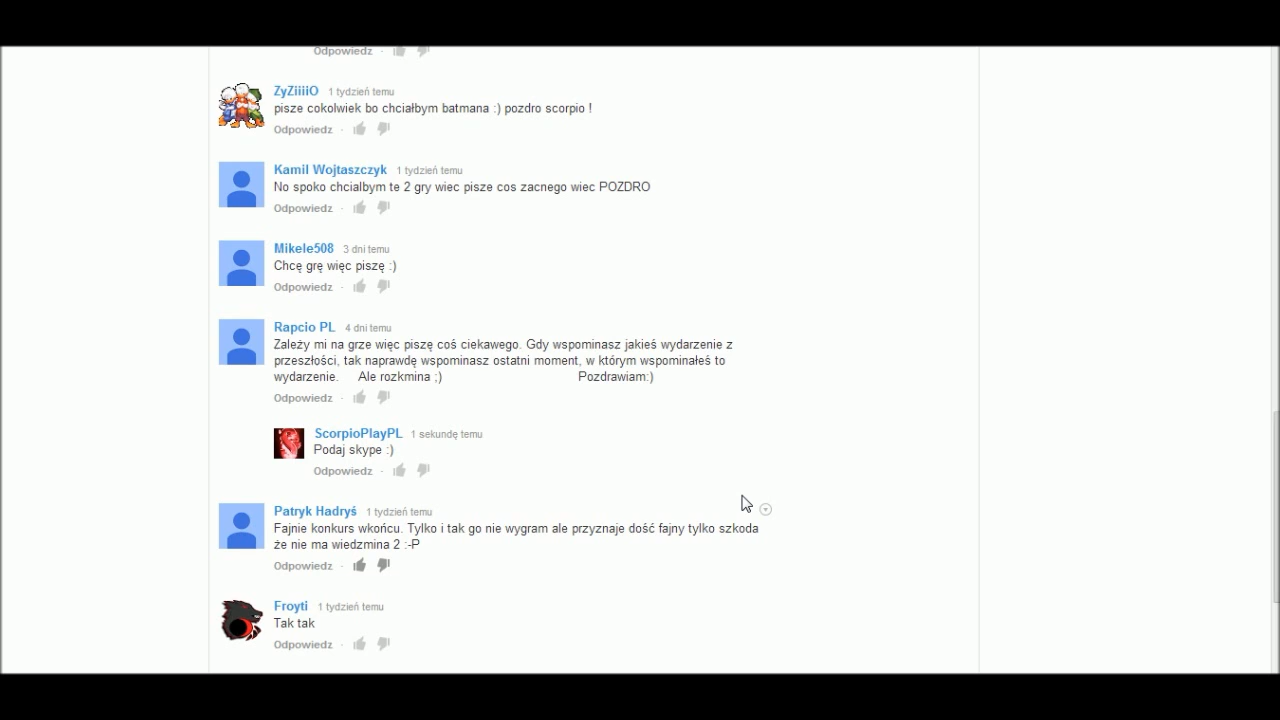 Odpowiedz ·
ZyZiiiiO 1 tydzień temu
pisze cokolwiek bo chciałbym batmana :) pozdro scorpio !
Odpowiedz ·
Kamil Wojtaszczyk 1 tydzień temu
No spoko chcialbym te 2 gry wiec pisze cos zacnego wiec POZDRO
Odpowiedz ·
Mikele508 3 dni temu
Chcę grę więc piszę :)
Odpowiedz ·
Rapcio PL 4 dni temu
Zależy mi na grze więc piszę coś ciekawego. Gdy wspominasz jakieś wydarzenie z
przeszłości, tak naprawdę wspominasz ostatni moment, w którym wspominałeś to
wydarzenie. Ale rozkmina ;) Pozdrawiam:)
Odpowiedz ·
ScorpioPlayPL 1 sekundę temu
Podaj skype :)
Odpowiedz ·
Patryk Hadryś 1 tydzień temu
Fajnie konkurs wkońcu. Tylko i tak go nie wygram ale przyznaje dość fajny tylko szkoda
że nie ma wiedzmina 2 :-P
Odpowiedz ·
Froyti 1 tydzień temu
Tak tak
Odpowiedz ·